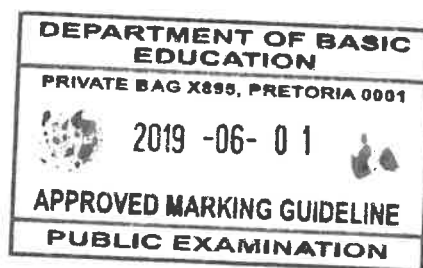 DEPARTMENT OF BASIC
EDUCATION
PRIVATE BAG X895, PRETORIA 0001
2019 -06- 01
APPROVED MARKING GUIDELINE
PUBLIC EXAMINATION